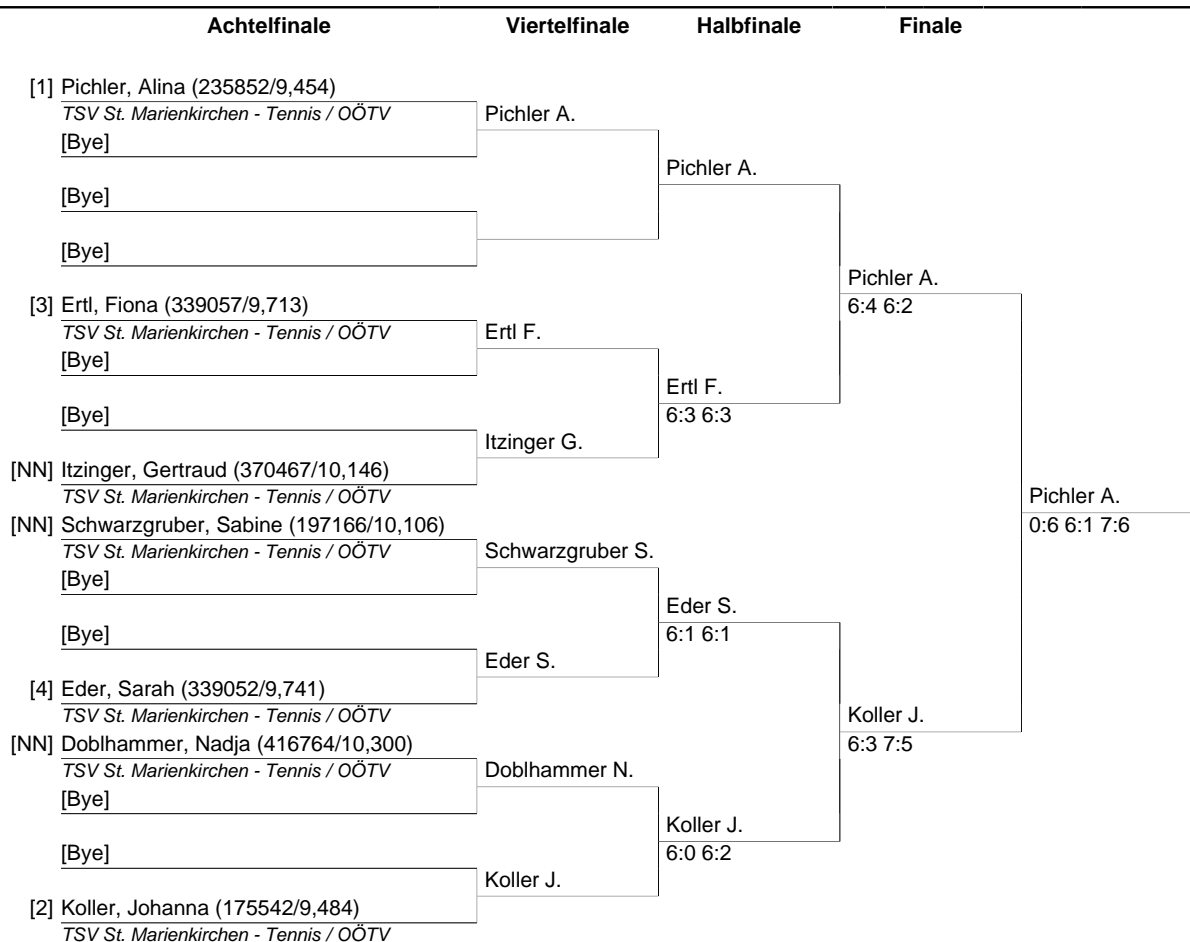 Achtelfinale Viertelfinale Halbfinale Finale
[1] Pichler, Alina (235852/9,454)
TSV St. Marienkirchen - Tennis / OÖTV
Pichler A.
[Bye]
Pichler A.
[Bye]
[Bye]
Pichler A.
[3] Ertl, Fiona (339057/9,713)
6:4 6:2
TSV St. Marienkirchen - Tennis / OÖTV
Ertl F.
[Bye]
Ertl F.
[Bye]
6:3 6:3
Itzinger G.
[NN] Itzinger, Gertraud (370467/10,146)
TSV St. Marienkirchen - Tennis / OÖTV
Pichler A.
[NN] Schwarzgruber, Sabine (197166/10,106)
0:6 6:1 7:6
TSV St. Marienkirchen - Tennis / OÖTV
Schwarzgruber S.
[Bye]
Eder S.
[Bye]
6:1 6:1
Eder S.
[4] Eder, Sarah (339052/9,741)
TSV St. Marienkirchen - Tennis / OÖTV
Koller J.
[NN] Doblhammer, Nadja (416764/10,300)
6:3 7:5
TSV St. Marienkirchen - Tennis / OÖTV
Doblhammer N.
[Bye]
Koller J.
[Bye]
6:0 6:2
Koller J.
[2] Koller, Johanna (175542/9,484)
TSV St. Marienkirchen - Tennis / OÖTV